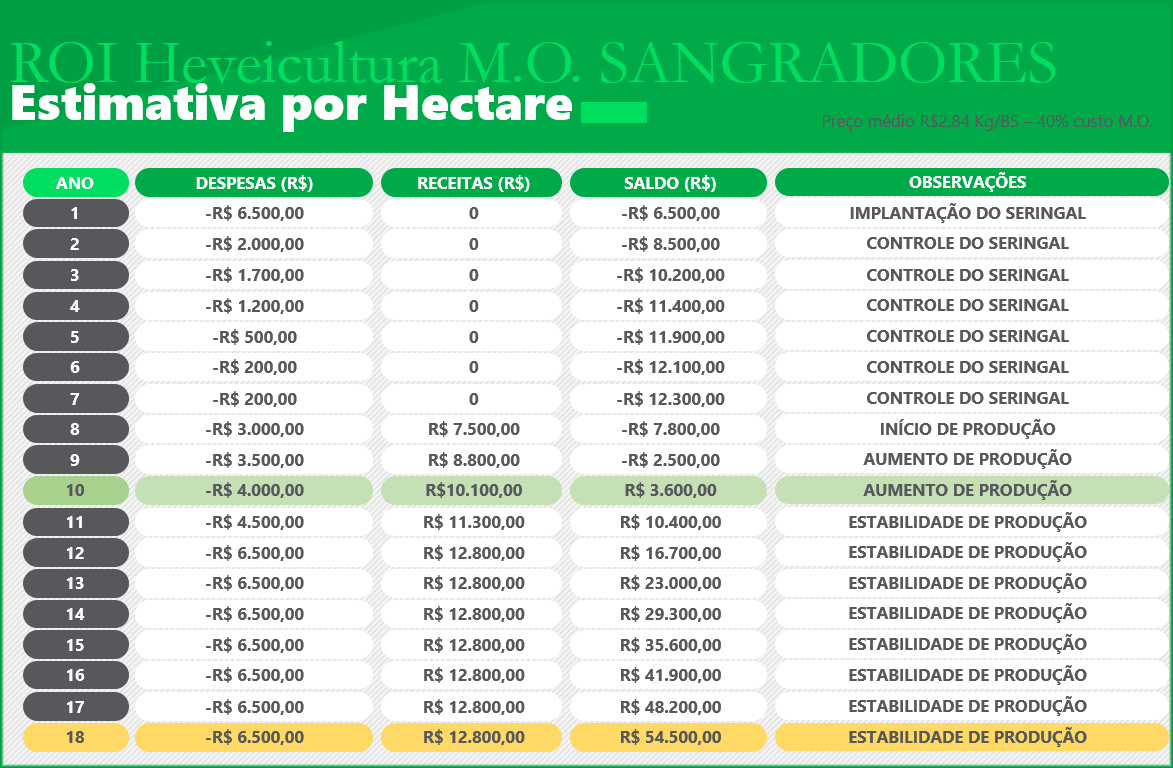 ROI Heveicultura M.O. SANGRADORES
Estimativa por Hectare
Preço médio R$2,84 Kg/BS – 40% custo M.O.
ANO DESPESAS (R$) RECEITAS (R$) SALDO (R$) OBSERVAÇÕES
1 -R$ 6.500,00 0 -R$ 6.500,00 IMPLANTAÇÃO DO SERINGAL
2 -R$ 2.000,00 0 -R$ 8.500,00 CONTROLE DO SERINGAL
3 -R$ 1.700,00 0 -R$ 10.200,00 CONTROLE DO SERINGAL
4 -R$ 1.200,00 0 -R$ 11.400,00 CONTROLE DO SERINGAL
5 -R$ 500,00 0 -R$ 11.900,00 CONTROLE DO SERINGAL
6 -R$ 200,00 0 -R$ 12.100,00 CONTROLE DO SERINGAL
7 -R$ 200,00 0 -R$ 12.300,00 CONTROLE DO SERINGAL
8 -R$ 3.000,00 R$ 7.500,00 -R$ 7.800,00 INÍCIO DE PRODUÇÃO
9 -R$ 3.500,00 R$ 8.800,00 -R$ 2.500,00 AUMENTO DE PRODUÇÃO
10 -R$ 4.000,00 R$10.100,00 R$ 3.600,00 AUMENTO DE PRODUÇÃO
11 -R$ 4.500,00 R$ 11.300,00 R$ 10.400,00 ESTABILIDADE DE PRODUÇÃO
12 -R$ 6.500,00 R$ 12.800,00 R$ 16.700,00 ESTABILIDADE DE PRODUÇÃO
13 -R$ 6.500,00 R$ 12.800,00 R$ 23.000,00 ESTABILIDADE DE PRODUÇÃO
14 -R$ 6.500,00 R$ 12.800,00 R$ 29.300,00 ESTABILIDADE DE PRODUÇÃO
15 -R$ 6.500,00 R$ 12.800,00 R$ 35.600,00 ESTABILIDADE DE PRODUÇÃO
16 -R$ 6.500,00 R$ 12.800,00 R$ 41.900,00 ESTABILIDADE DE PRODUÇÃO
17 -R$ 6.500,00 R$ 12.800,00 R$ 48.200,00 ESTABILIDADE DE PRODUÇÃO
18 -R$ 6.500,00 R$ 12.800,00 R$ 54.500,00 ESTABILIDADE DE PRODUÇÃO